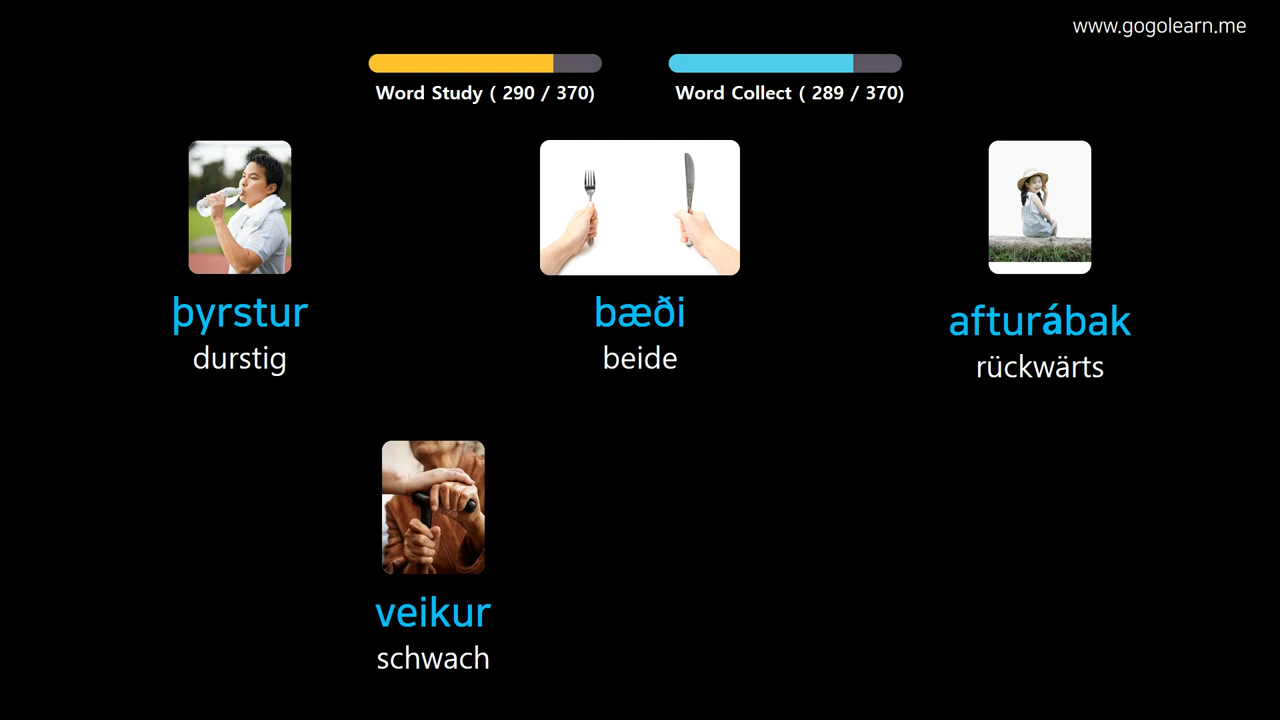 www.gogolearn.me
Word Study ( 290 / 370)
Word Collect ( 289 / 370)
þyrstur
durstig
bæði
beide
afturábak
rückwärts
veikur
schwach